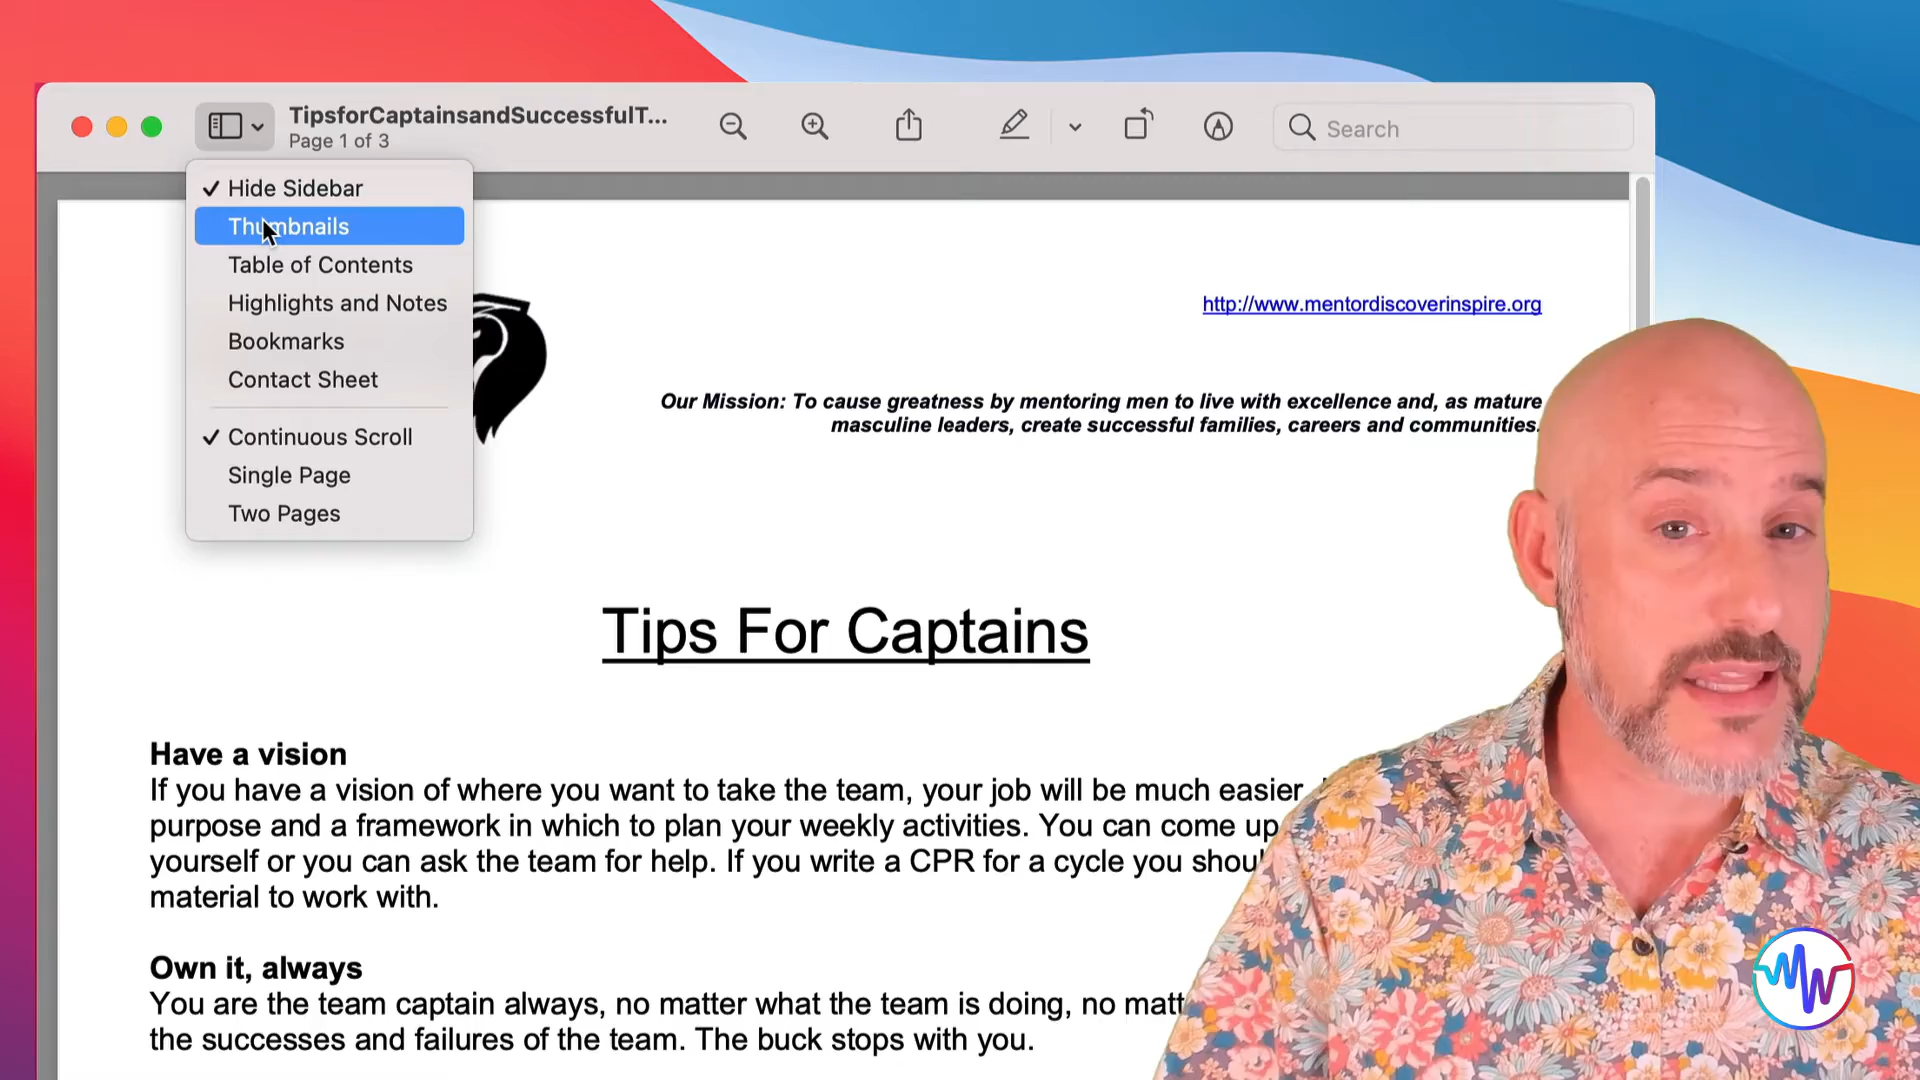 TipsforCaptainsandSuccessfulT...
Page 1 of 3
Search
Hide Sidebar
Thumbnails
Table of Contents
Highlights and Notes
Bookmarks
Contact Sheet
Continuous Scroll
Single Page
Two Pages
http://www.mentordiscoverinspire.org
Our Mission: To cause greatness by mentoring men to live with excellence and, as mature
masculine leaders, create successful families, careers and communities.
Tips For Captains
Have a vision
If you have a vision of where you want to take the team, your job will be much easier
purpose and a framework in which to plan your weekly activities. You can come up
yourself or you can ask the team for help. If you write a CPR for a cycle you
material to work with.
Own it, always
You are the team captain always, no matter what the team is doing, no
the successes and failures of the team. The buck stops with you.
MW